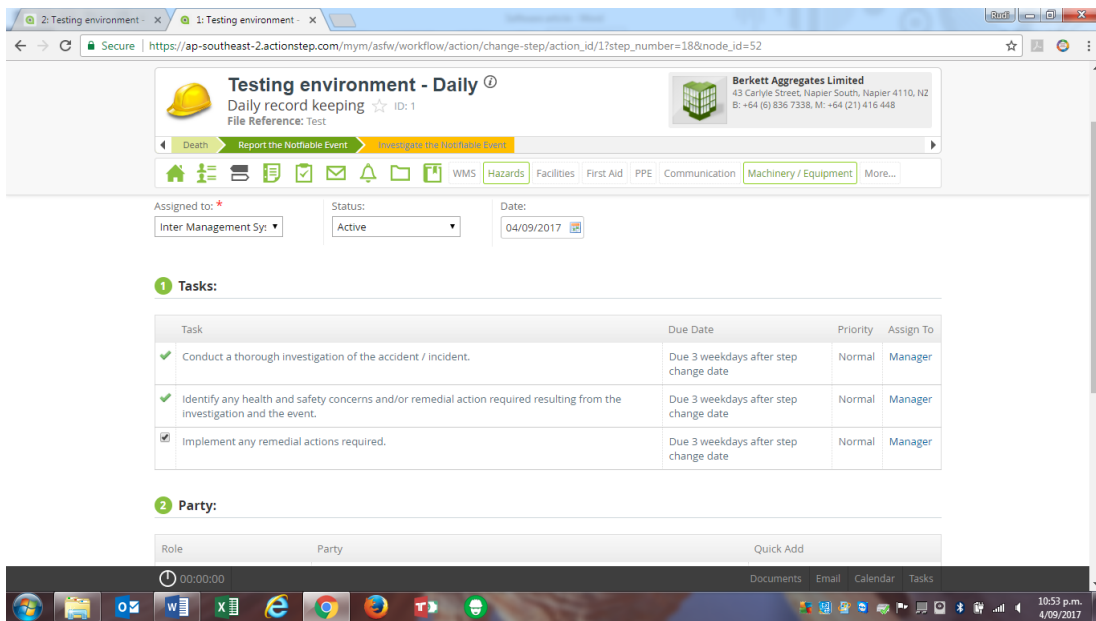 2: Testing environment -
1: Testing environment -
Rudi
Secure
https://ap-southeast-2.actionstep.com/mym/asfw/workflow/action/change-step/action_id/1?step_number=18&node_id=52
Testing environment - Daily
Daily record keeping ID: 1
File Reference: Test
Berkett Aggregates Limited
43 Carlyle Street, Napier South, Napier 4110, NZ
B: +64 (6) 836 7338, M: +64 (21) 416 448
Death Report the Notifiable Event Investigate the Notifiable Event
WMS Hazards Facilities First Aid PPE Communication Machinery / Equipment More...
Assigned to: * Status: Date:
Inter Management Sy: Active 04/09/2017
1 Tasks:
Task Due Date Priority Assign To
Conduct a thorough investigation of the accident / incident. Due 3 weekdays after step Normal Manager
change date
Identify any health and safety concerns and/or remedial action required resulting from the Due 3 weekdays after step Normal Manager
investigation and the event. change date
Implement any remedial actions required. Due 3 weekdays after step Normal Manager
change date
2 Party:
Role Party Quick Add
00:00:00 Documents Email Calendar Tasks
10:53 p.m.
4/09/2017